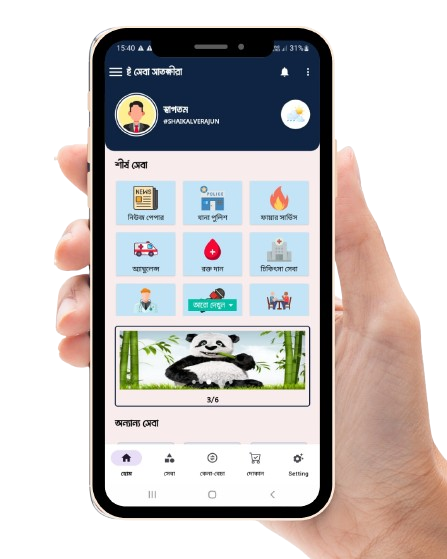 15:40
31%
ই সেবা সাতক্ষীরা
স্বাগতম
#SHAIKALVERAJUN
শীর্ষ সেবা
NEWS
POLICE
নিউজ পেপার
থানা পুলিশ
ফায়ার সার্ভিস
অ্যাম্বুলেন্স
রক্ত দান
চিকিৎসা সেবা
আরো দেখুন
3/6
অন্যান্য সেবা
হোম
সেবা
কেনা-বেচা
দোকান
Setting